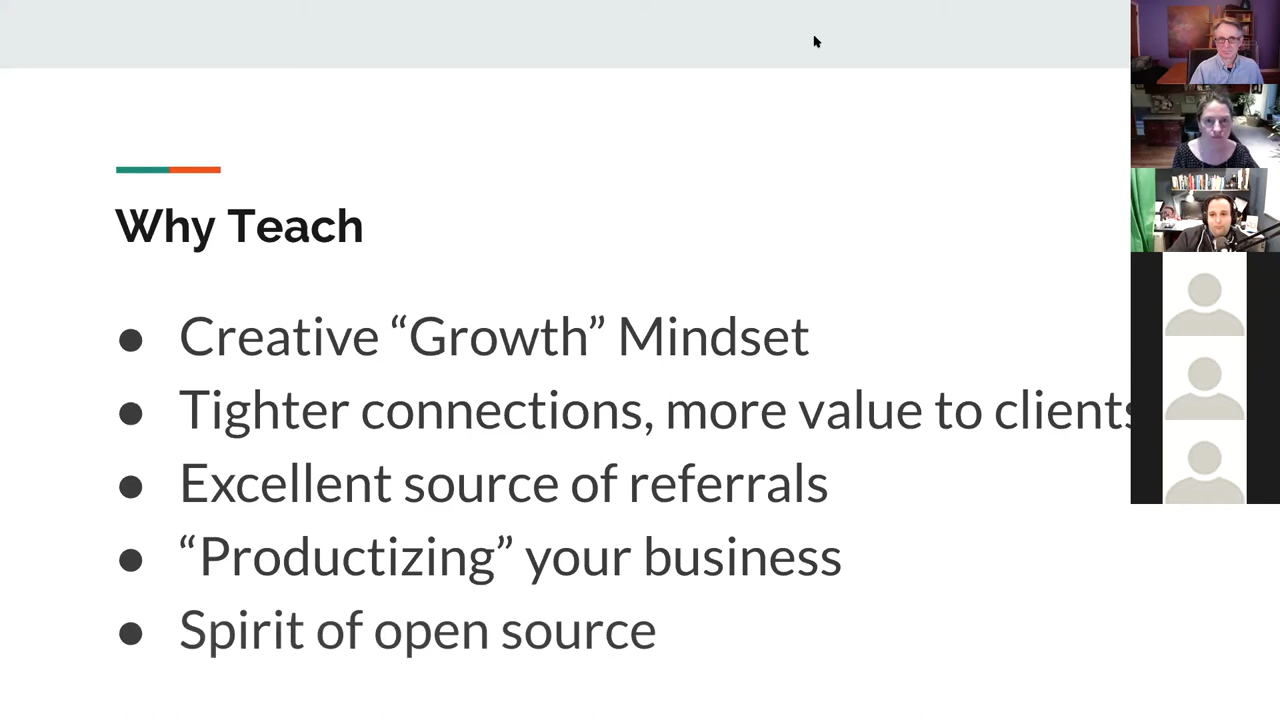 Why Teach
● Creative “Growth” Mindset
● Tighter connections, more value to clients
● Excellent source of referrals
● “Productizing” your business
● Spirit of open source